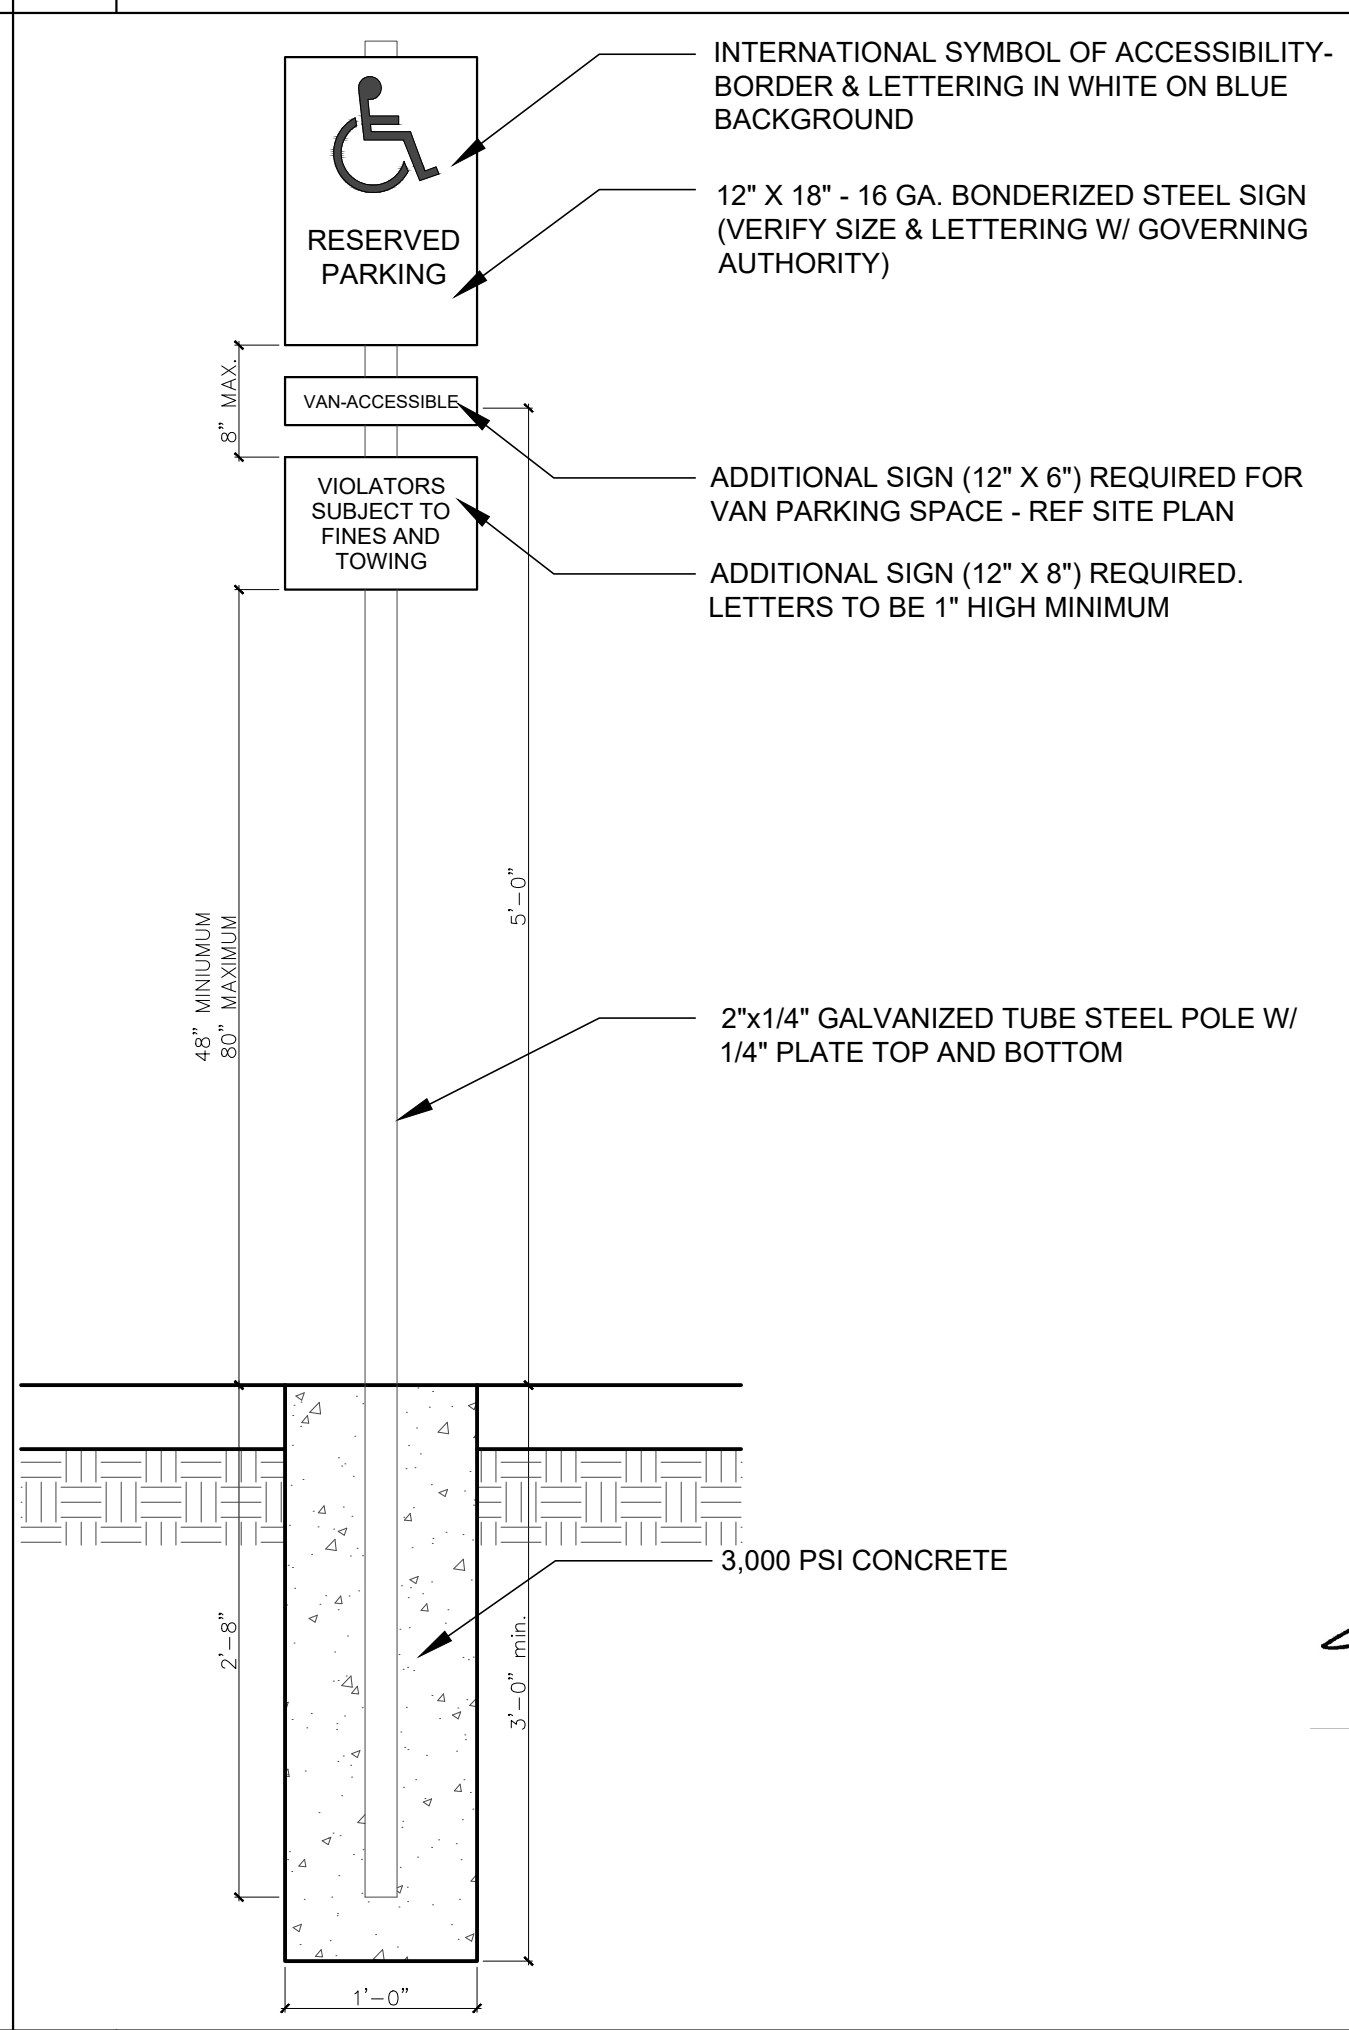 INTERNATIONAL SYMBOL OF ACCESSIBILITY-
BORDER & LETTERING IN WHITE ON BLUE
BACKGROUND
12" X 18" - 16 GA. BONDERIZED STEEL SIGN
(VERIFY SIZE & LETTERING W/ GOVERNING
AUTHORITY)
RESERVED
PARKING
8" MAX.
VAN-ACCESSIBLE
VIOLATORS
SUBJECT TO
FINES AND
TOWING
ADDITIONAL SIGN (12" X 6") REQUIRED FOR
VAN PARKING SPACE - REF SITE PLAN
ADDITIONAL SIGN (12" X 8") REQUIRED.
LETTERS TO BE 1" HIGH MINIMUM
48" MINIUMUM
80" MAXIMUM
5'-0"
2"x1/4" GALVANIZED TUBE STEEL POLE W/
1/4" PLATE TOP AND BOTTOM
3,000 PSI CONCRETE
2'-8"
3'-0" min.
1'-0"